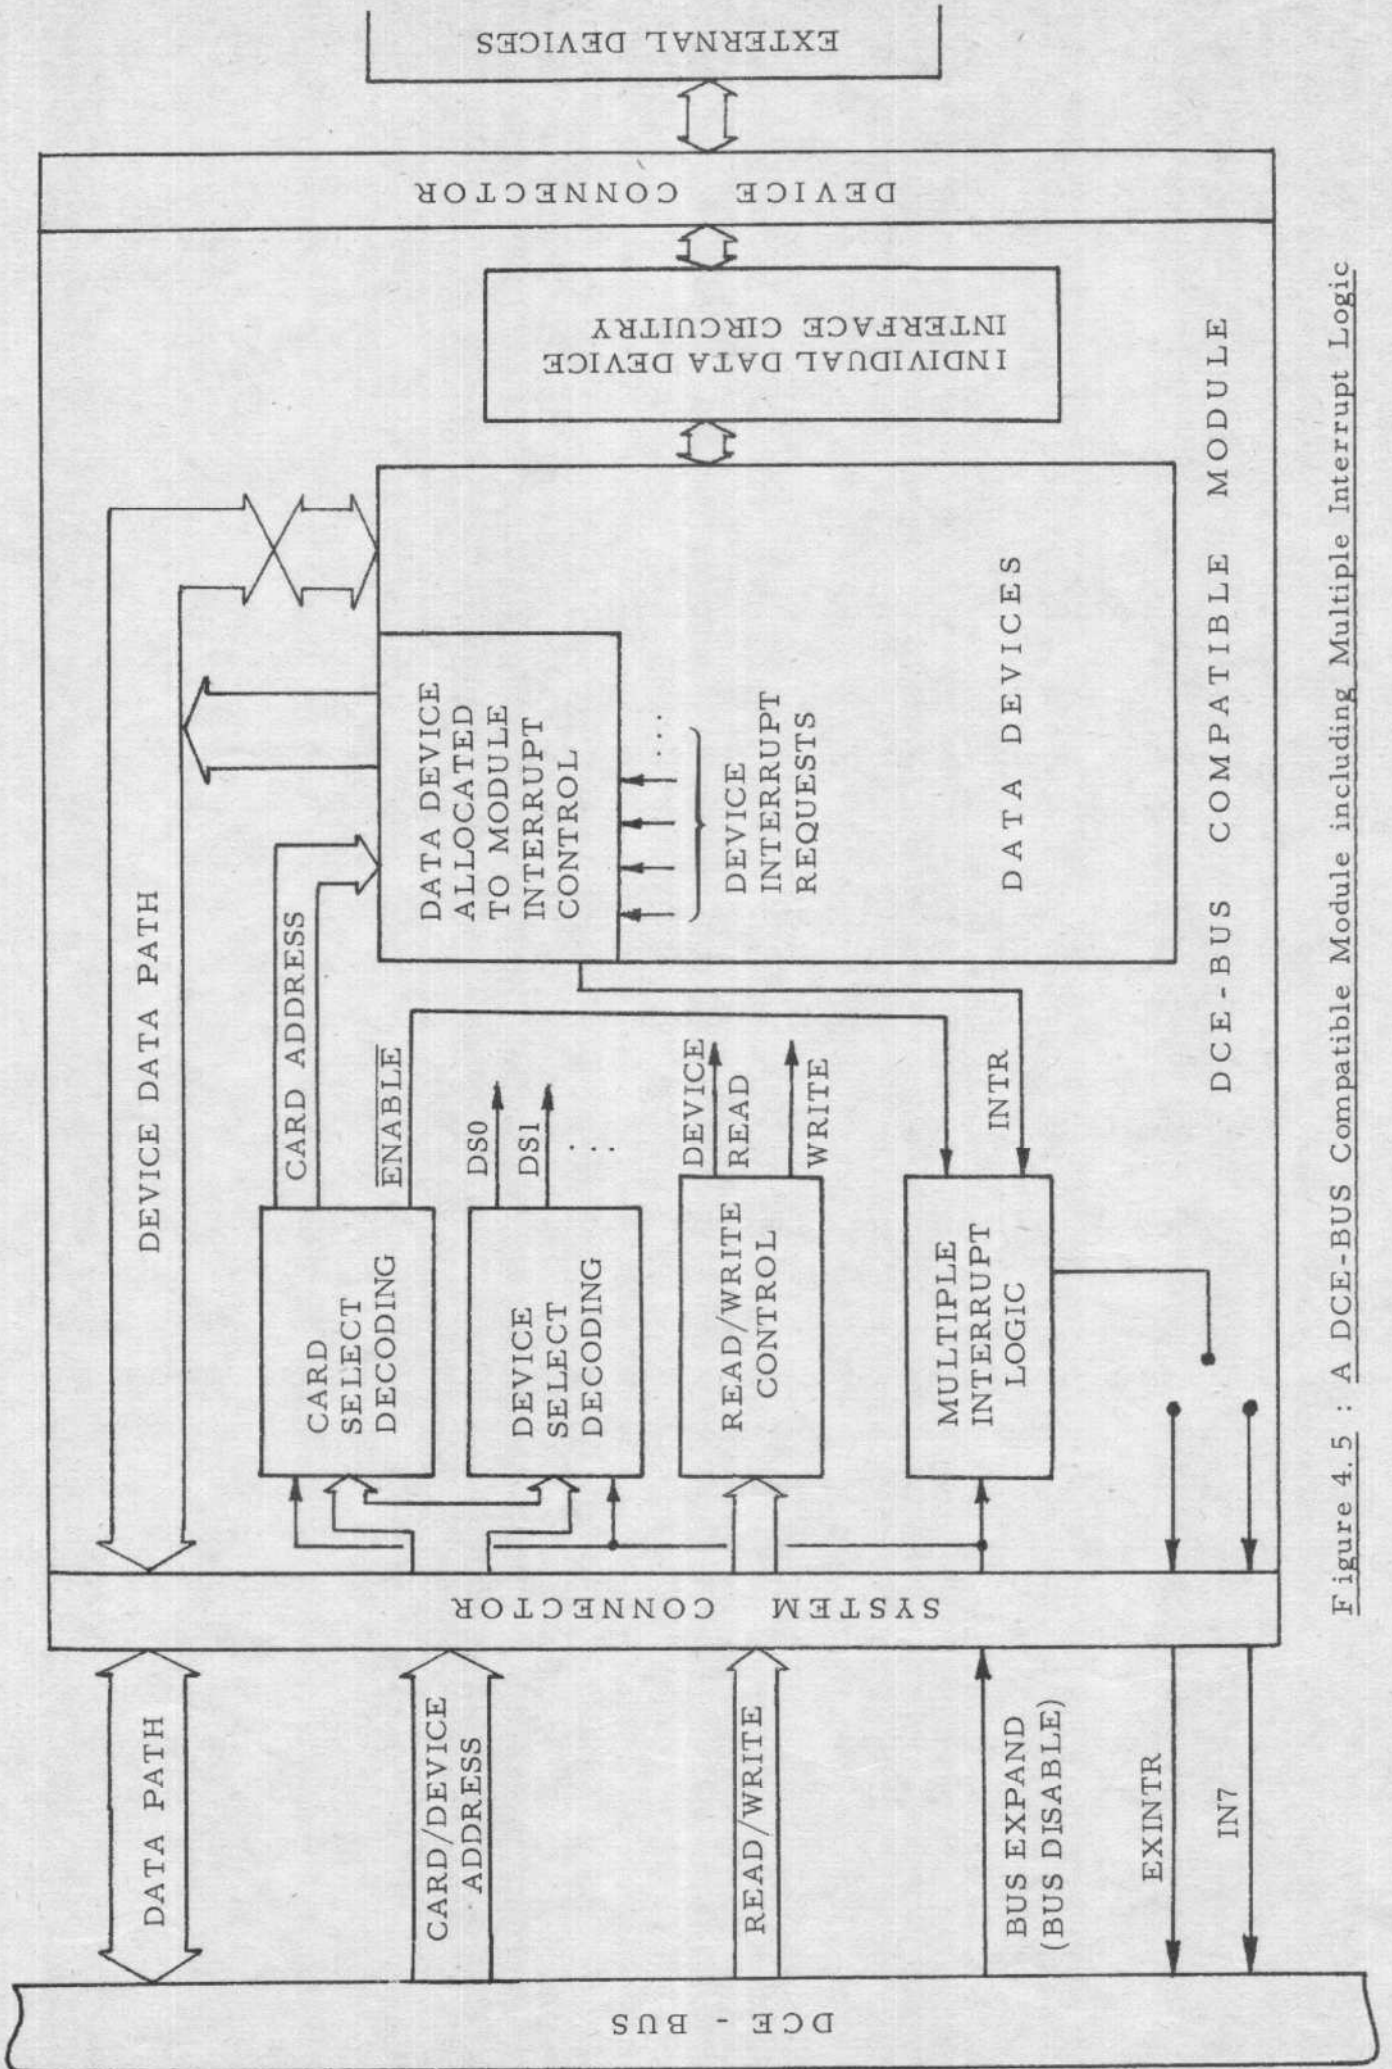 DCE - BUS
DATA PATH
CARD/DEVICE
ADDRESS
READ/WRITE
BUS EXPAND
(BUS DISABLE)
EXINTR
IN7
SYSTEM CONNECTOR
DEVICE DATA PATH
CARD
SELECT
DECODING
DEVICE
SELECT
DECODING
READ/WRITE
CONTROL
MULTIPLE
INTERRUPT
LOGIC
CARD ADDRESS
ENABLE
DS0
DS1
...
DEVICE
READ
WRITE
INTR
DATA DEVICE
ALLOCATED
TO MODULE
INTERRUPT
CONTROL
...
DEVICE
INTERRUPT
REQUESTS
DATA DEVICES
INDIVIDUAL DATA DEVICE
INTERFACE CIRCUITRY
DEVICE CONNECTOR
EXTERNAL DEVICES
DCE-BUS COMPATIBLE MODULE
Figure 4.5 : A DCE-BUS Compatible Module including Multiple Interrupt Logic